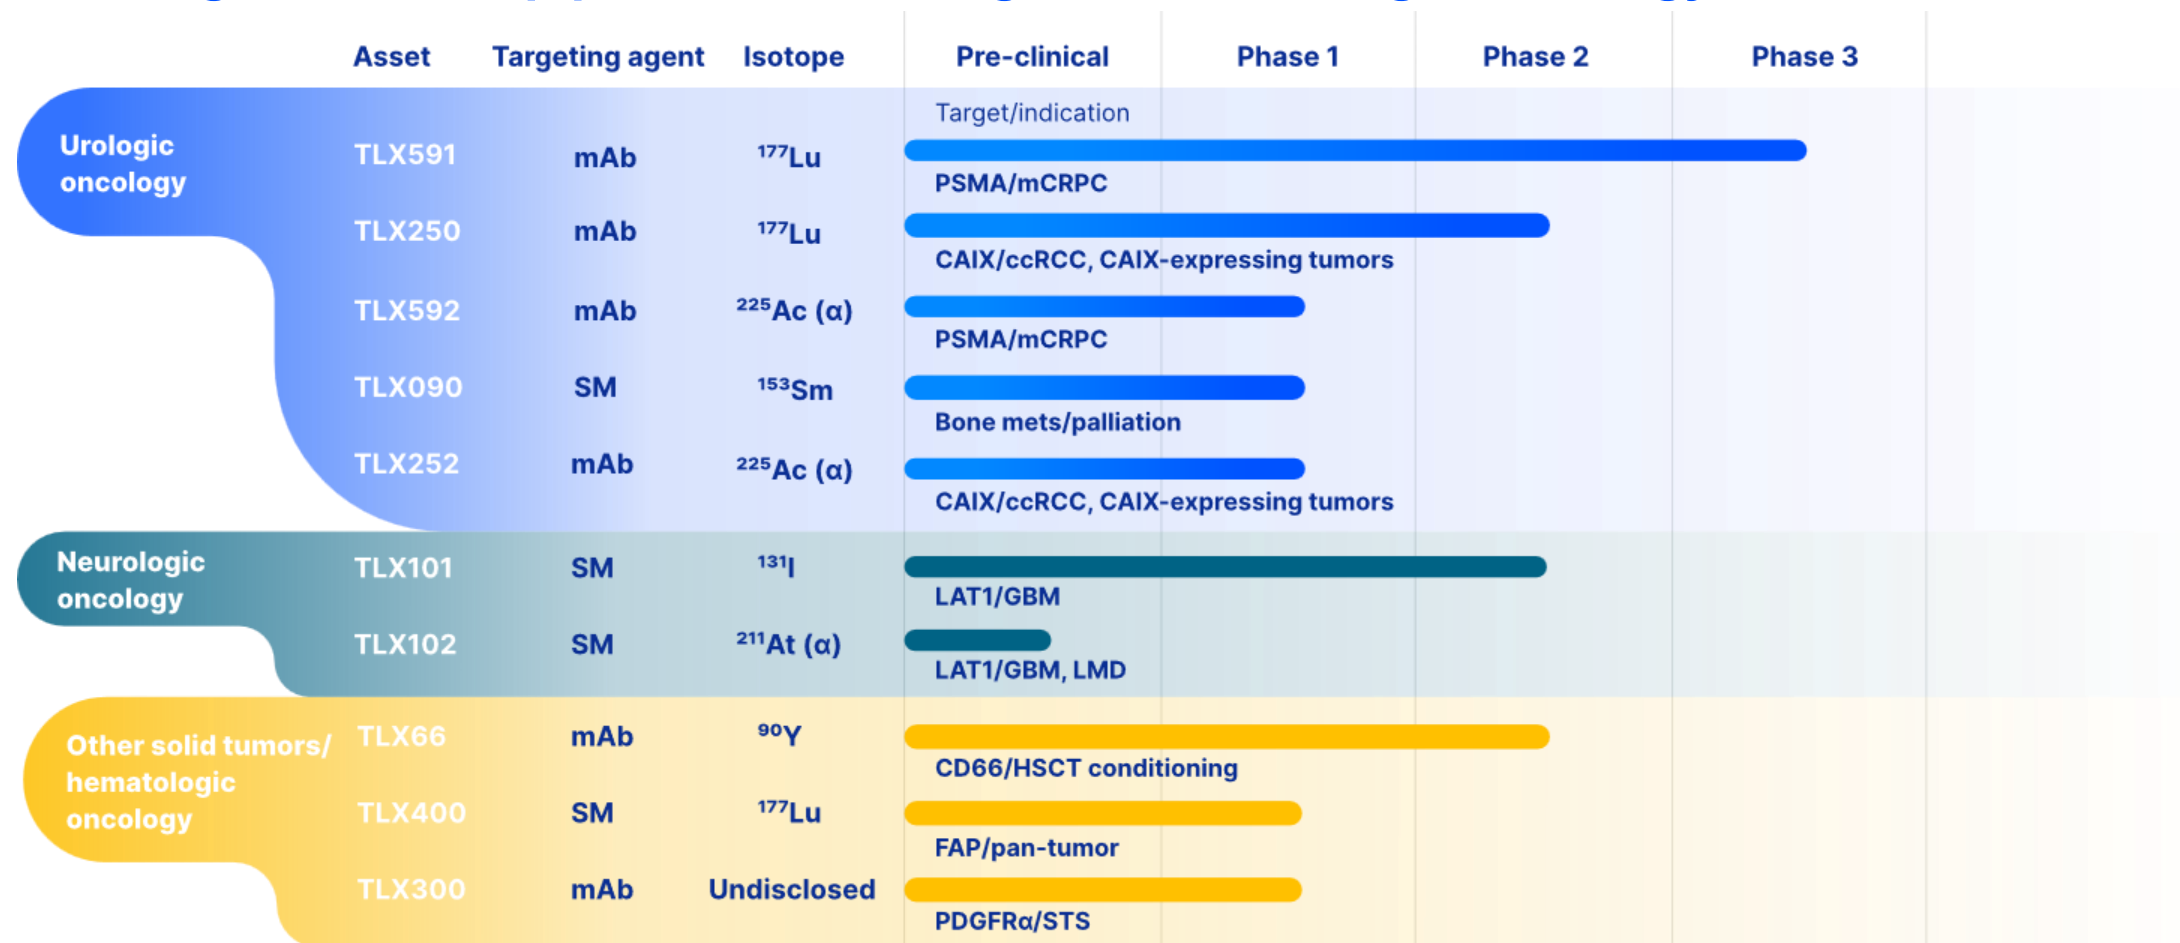 Asset Targeting agent Isotope Pre-clinical Phase 1 Phase 2 Phase 3
Urologic
oncology
Target/indication
TLX591 mAb ¹⁷⁷Lu
PSMA/mCRPC
TLX250 mAb ¹⁷⁷Lu
CAIX/ccRCC, CAIX-expressing tumors
TLX592 mAb ²²⁵Ac (α)
PSMA/mCRPC
TLX090 SM ¹⁵³Sm
Bone mets/palliation
TLX252 mAb ²²⁵Ac (α)
CAIX/ccRCC, CAIX-expressing tumors
Neurologic
oncology
TLX101 SM ¹³¹I
LAT1/GBM
TLX102 SM ²¹¹At (α)
LAT1/GBM, LMD
Other solid tumors/
hematologic
oncology
TLX66 mAb ⁹⁰Y
CD66/HSCT conditioning
TLX400 SM ¹⁷⁷Lu
FAP/pan-tumor
TLX300 mAb Undisclosed
PDGFRα/STS